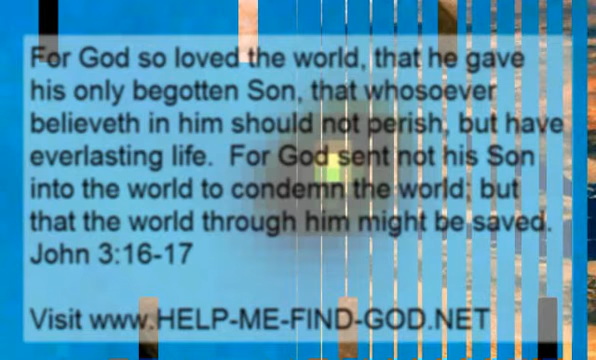 For God so loved the world, that he gave
his only begotten Son, that whosoever
believeth in him should not perish, but have
everlasting life.  For God sent not his Son
into the world to condemn the world; but
that the world through him might be saved.
John 3:16-17
Visit www.HELP-ME-FIND-GOD.NET